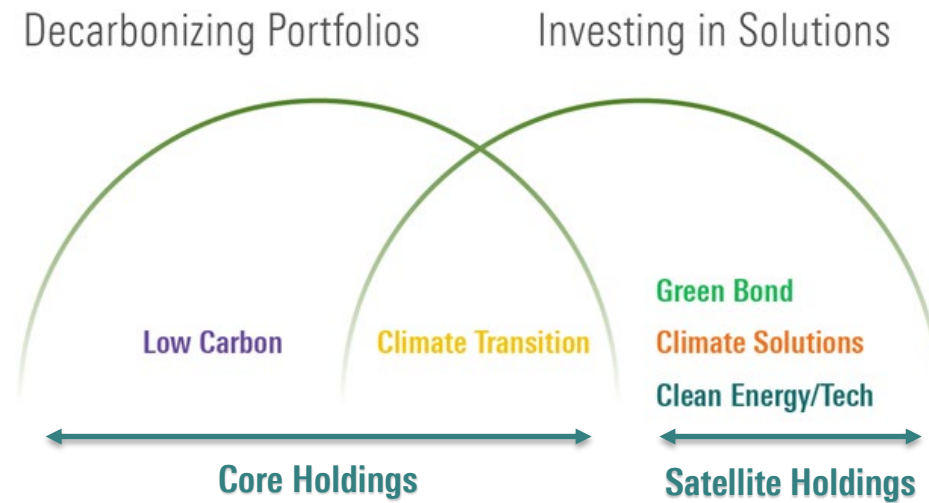 Decarbonizing Portfolios
Investing in Solutions
Low Carbon
Climate Transition
Green Bond
Climate Solutions
Clean Energy/Tech
Core Holdings
Satellite Holdings